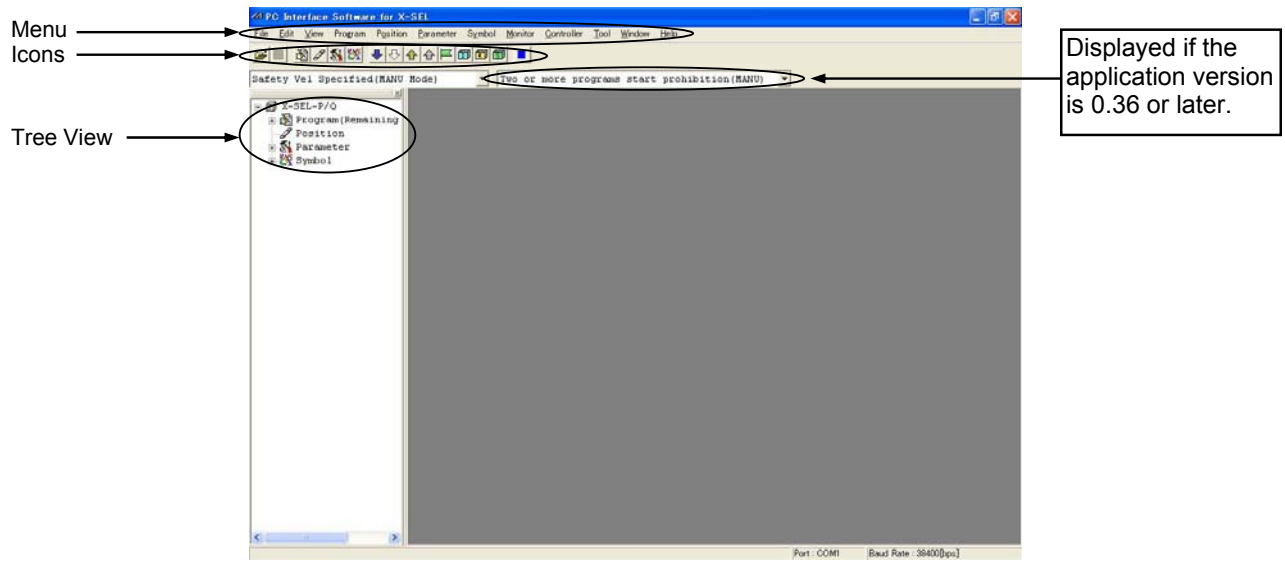 PC Interface Software for X-SEL
Menu
File Edit View Program Position Parameter Symbol Monitor Controller Tool Window Help
Icons
Displayed if the
application version
is 0.36 or later.
Safety Vel Specified(MANU Mode)
Two or more programs start prohibition(MANU)
X-SEL-P/Q
Program(Remaining
Tree View
Position
Parameter
Symbol
Port : COM1
Baud Rate : 38400[bps]